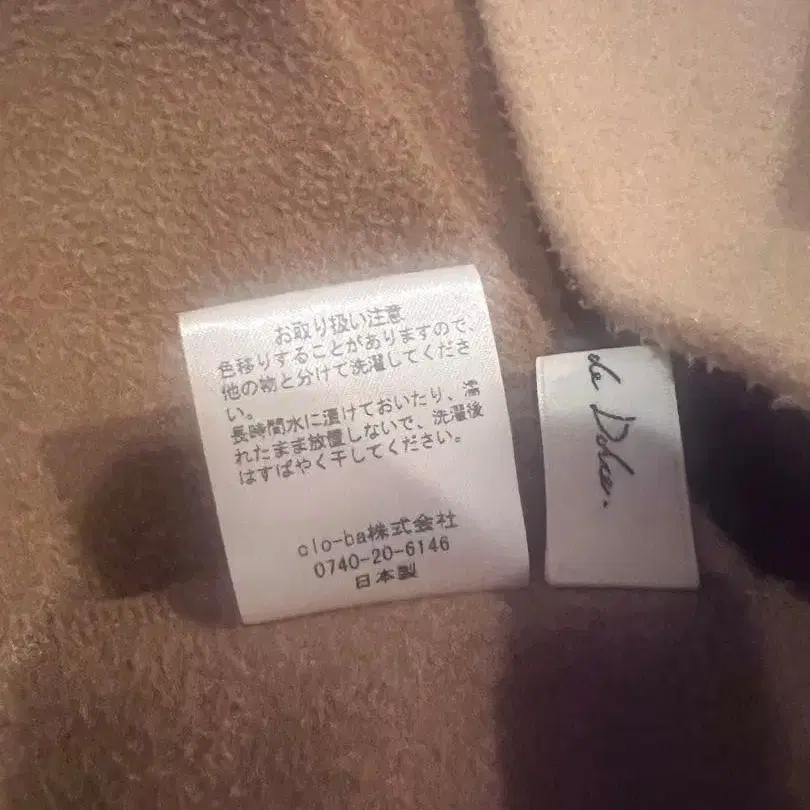 お取り扱い注意
色移りすることがありますので、
他の物と分けて洗濯してくださ
い。
長時間水に漬けておいたり、濡
れたまま放置しないで、洗濯後
はすばやく干してください。
clo-ba株式会社
0740-20-6146
日本製
de Dolce.